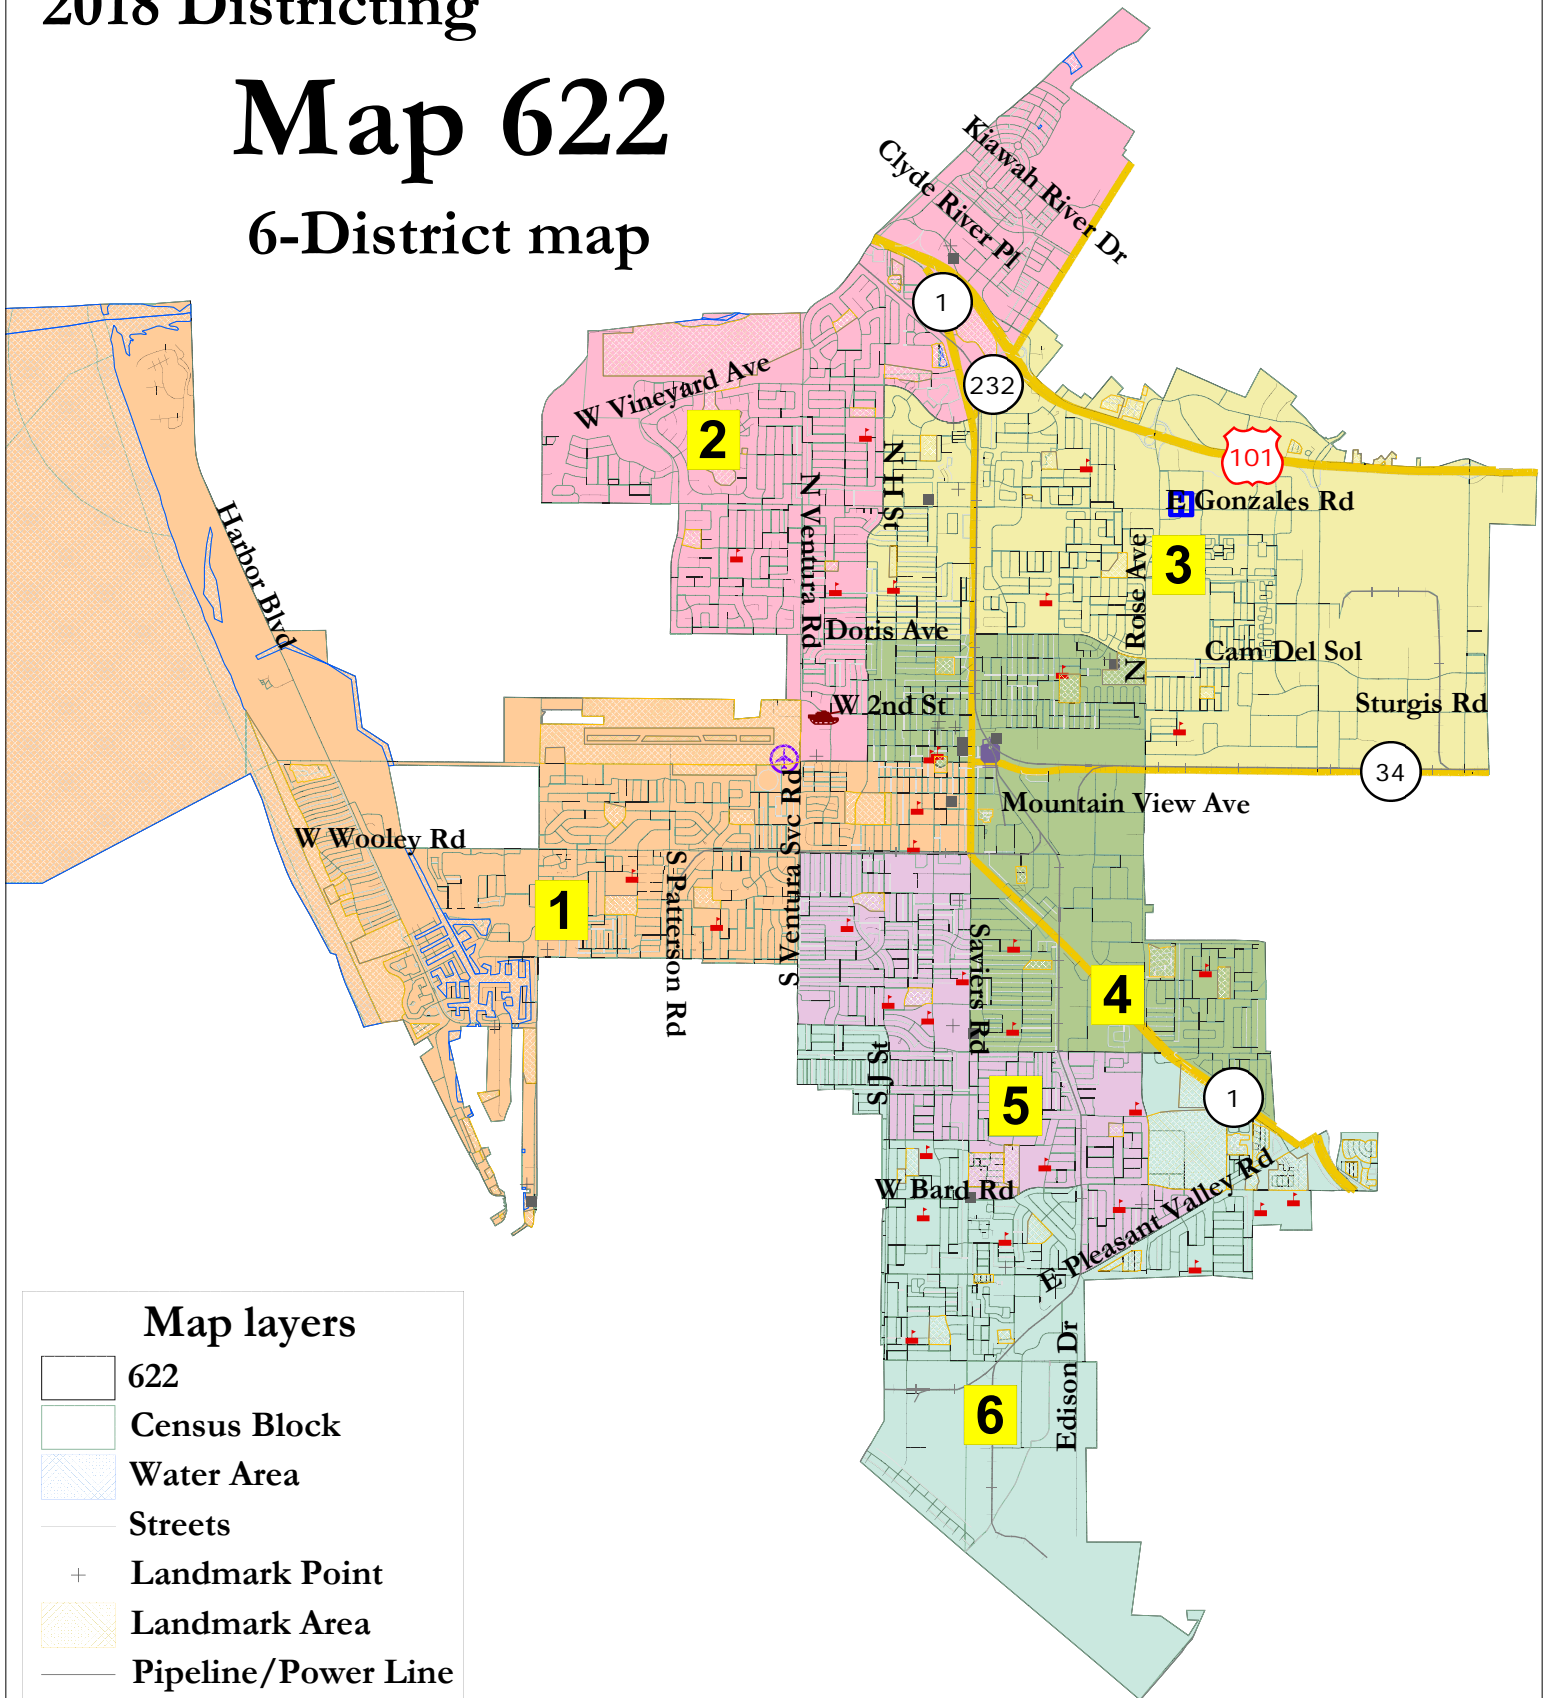 2018 Districting
Map 622
6-District map
Kiawah River Dr
Clyde River Pl
1
232
W Vineyard Ave
2
N H St
101
E Gonzales Rd
H
N Ventura Rd
Harbor Blvd
N Rose Ave
3
Doris Ave
Cam Del Sol
W 2nd St
Sturgis Rd
34
Mountain View Ave
W Wooley Rd
S Ventura Svc Rd
S Patterson Rd
1
Saviers Rd
4
S J St
5
1
W Bard Rd
E Pleasant Valley Rd
Edison Dr
6
Map layers
622
Census Block
Water Area
Streets
Landmark Point
Landmark Area
Pipeline/Power Line